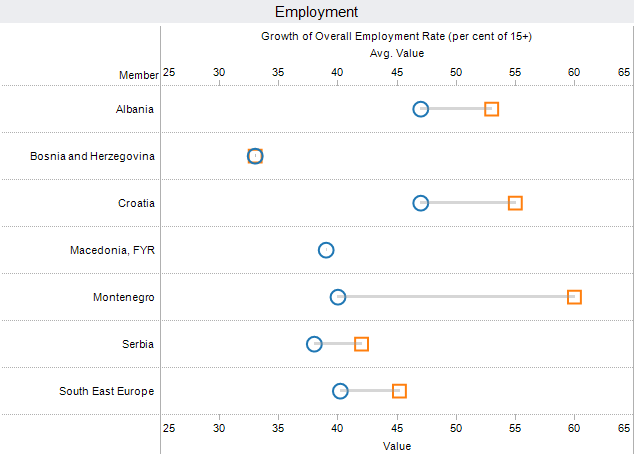 Employment
Growth of Overall Employment Rate (per cent of 15+)
Avg. Value
Member 25 30 35 40 45 50 55 60 65
Albania
Bosnia and Herzegovina
Croatia
Macedonia, FYR
Montenegro
Serbia
South East Europe
25 30 35 40 45 50 55 60 65
Value